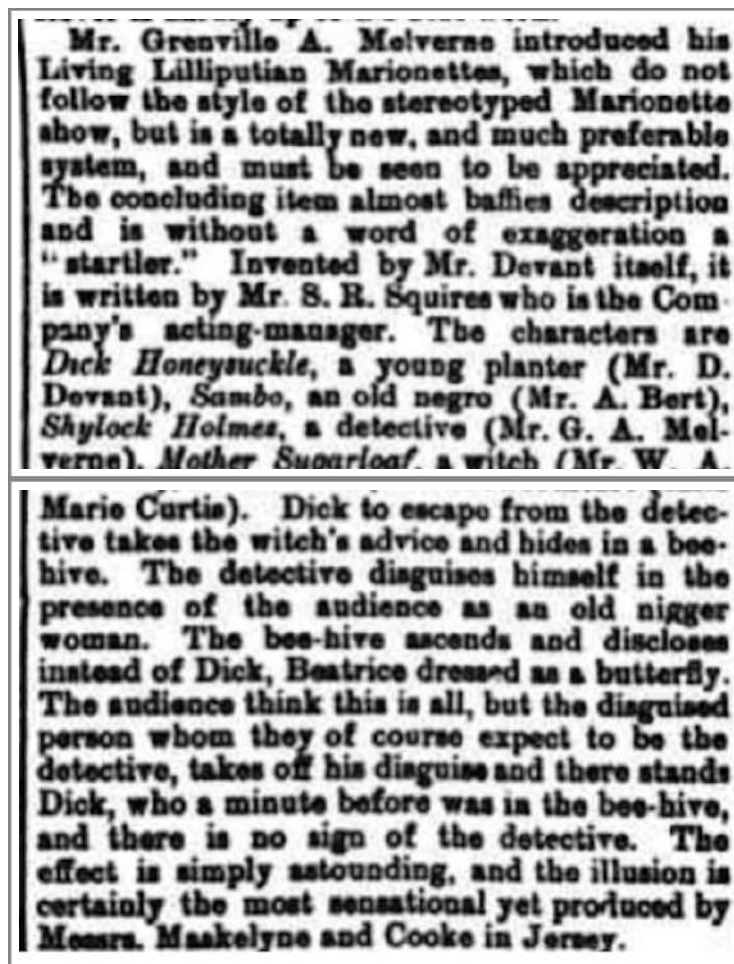 Mr. Grenville A. Melverne introduced his
Living Lilliputian Marionettes, which do not
follow the style of the stereotyped Marionette
show, but is a totally new, and much preferable
system, and must be seen to be appreciated.
The concluding item almost baffles description
and is without a word of exaggeration a
"startler." Invented by Mr. Devant itself, it
is written by Mr. S. R. Squires who is the Com-
pany's acting-manager. The characters are
Dick Honeysuckle, a young planter (Mr. D.
Devant), Sambo, an old negro (Mr. A. Bert),
Shylock Holmes, a detective (Mr. G. A. Mel-
verne), Mother Sugarloaf, a witch (Mr. W. A.
Marie Curtis). Dick to escape from the detec-
tive takes the witch's advice and hides in a bee-
hive. The detective disguises himself in the
presence of the audience as an old nigger
woman. The bee-hive ascends and discloses
instead of Dick, Beatrice dressed as a butterfly.
The audience think this is all, but the disguised
person whom they of course expect to be the
detective, takes off his disguise and there stands
Dick, who a minute before was in the bee-hive,
and there is no sign of the detective. The
effect is simply astounding, and the illusion is
certainly the most sensational yet produced by
Messrs. Maskelyne and Cooke in Jersey.